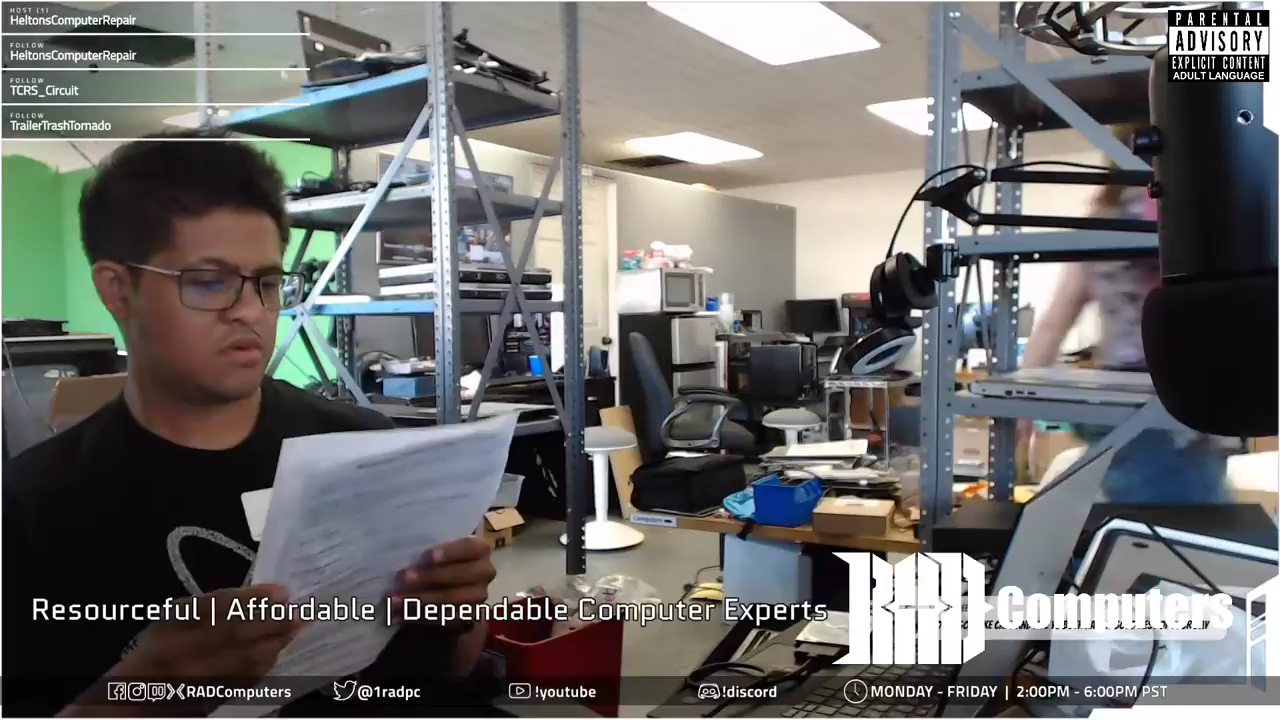 HOST (1)
HeltonsComputerRepair
FOLLOW
HeltonsComputerRepair
FOLLOW
TCRS_Circuit
FOLLOW
TrailerTrashTornado
PARENTAL
ADVISORY
EXPLICIT CONTENT
ADULT LANGUAGE
Resourceful | Affordable | Dependable Computer Experts
RAD Computers
RADComputers
@1radpc
!youtube
!discord
MONDAY - FRIDAY | 2:00PM - 6:00PM PST